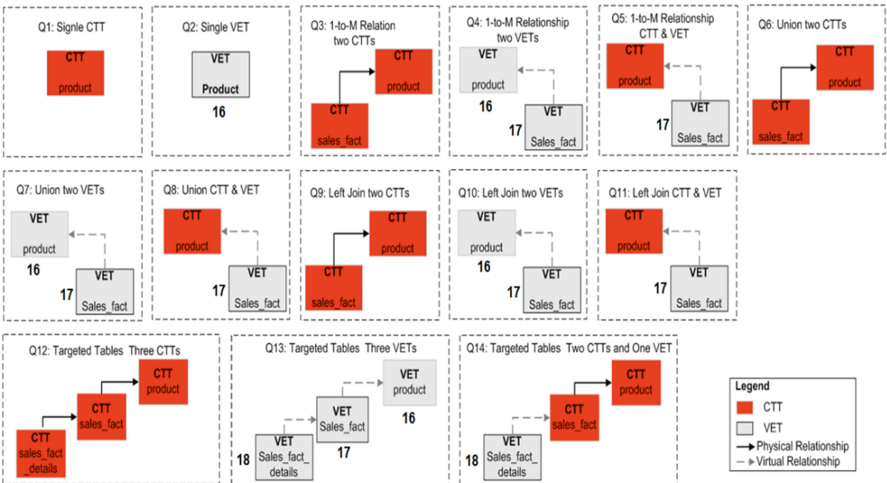 Q1: Signle CTT
CTT
product
Q2: Single VET
VET
Product
16
Q3: 1-to-M Relation
two CTTs
CTT
product
CTT
sales_fact
Q4: 1-to-M Relationship
two VETs
VET
product
16
VET
17
Sales_fact
Q5: 1-to-M Relationship
CTT & VET
CTT
product
VET
17
Sales_fact
Q6: Union two CTTs
CTT
product
CTT
sales_fact
Q7: Union two VETs
VET
product
16
VET
17
Sales_fact
Q8: Union CTT & VET
CTT
product
VET
17
Sales_fact
Q9: Left Join two CTTs
CTT
product
CTT
sales_fact
Q10: Left Join two VETs
VET
product
16
VET
17
Sales_fact
Q11: Left Join CTT & VET
CTT
product
VET
17
Sales_fact
Q12: Targeted Tables Three CTTs
CTT
product
CTT
sales_fact
CTT
sales_fact
_details
Q13: Targeted Tables Three VETs
VET
product
16
VET
Sales_fact
17
VET
18
Sales_fact_
details
Q14: Targeted Tables Two CTTs and One VET
CTT
product
CTT
sales_fact
VET
18
Sales_fact_
details
Legend
CTT
VET
Physical Relationship
Virtual Relationship